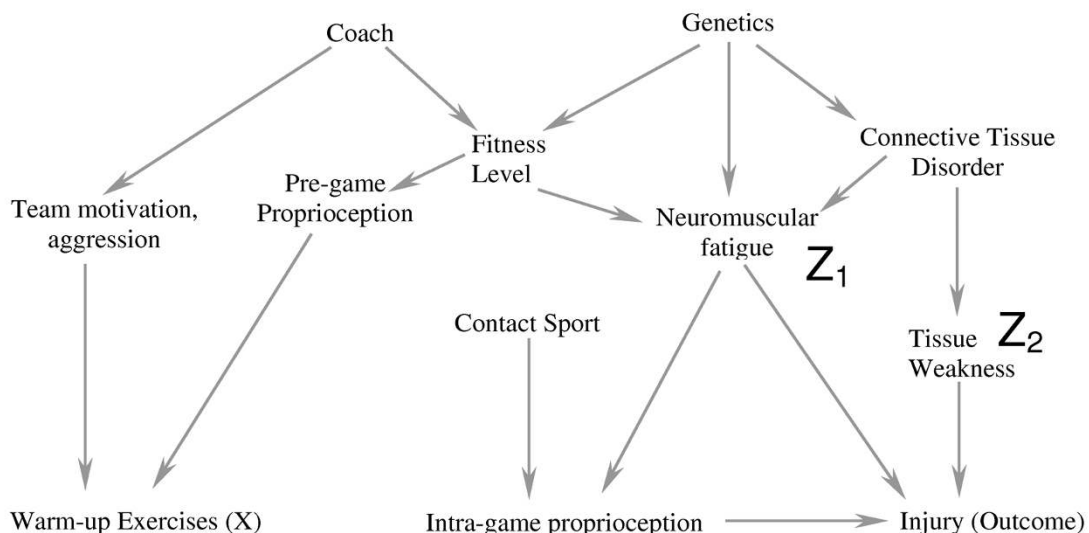 Coach
Genetics
Fitness
Level
Connective Tissue
Disorder
Pre-game
Proprioception
Team motivation,
aggression
Neuromuscular
fatigue
Z1
Contact Sport
Tissue
Weakness
Z2
Warm-up Exercises (X)
Intra-game proprioception
Injury (Outcome)